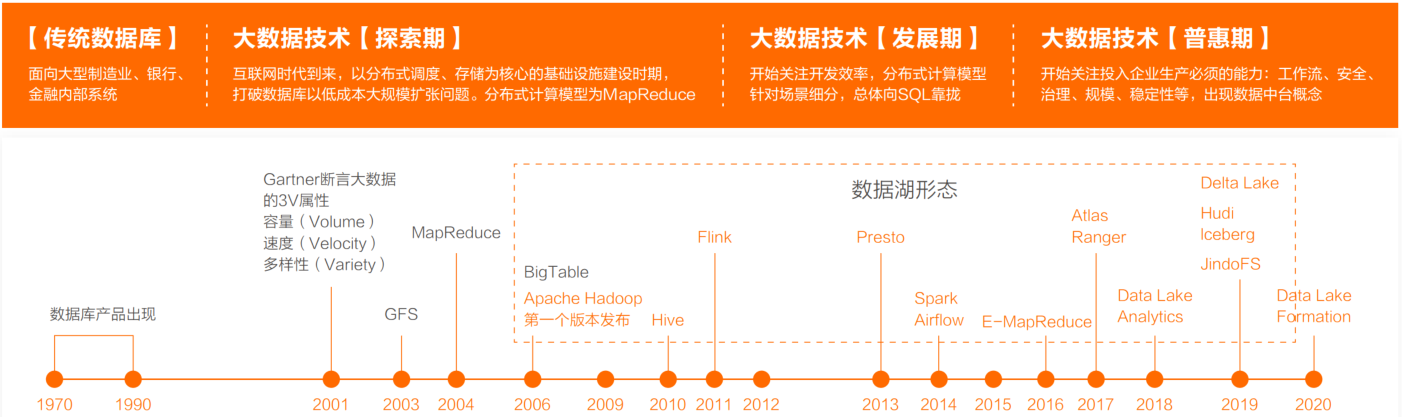 【 传统数据库 】
面向大型制造业、银行、
金融内部系统
大数据技术【 探索期 】
互联网时代到来，以分布式调度、存储为核心的基础设施建设时期，
打破数据库以低成本大规模扩张问题。分布式计算模型为MapReduce
大数据技术【 发展期 】
开始关注开发效率，分布式计算模型
针对场景细分，总体向SQL靠拢
大数据技术【 普惠期 】
开始关注投入企业生产必须的能力：工作流、安全、
治理、规模、稳定性等，出现数据中台概念
数据库产品出现
Gartner断言大数据
的3V属性
容量（Volume）
速度（Velocity）
多样性（Variety）
GFS
MapReduce
数据湖形态
BigTable
Apache Hadoop
第一个版本发布
Hive
Flink
Presto
Spark
Airflow
E-MapReduce
Atlas
Ranger
Data Lake
Analytics
Delta Lake
Hudi
Iceberg
JindoFS
Data Lake
Formation
1970
1990
2001
2003
2004
2006
2009
2010
2011
2012
2013
2014
2015
2016
2017
2018
2019
2020